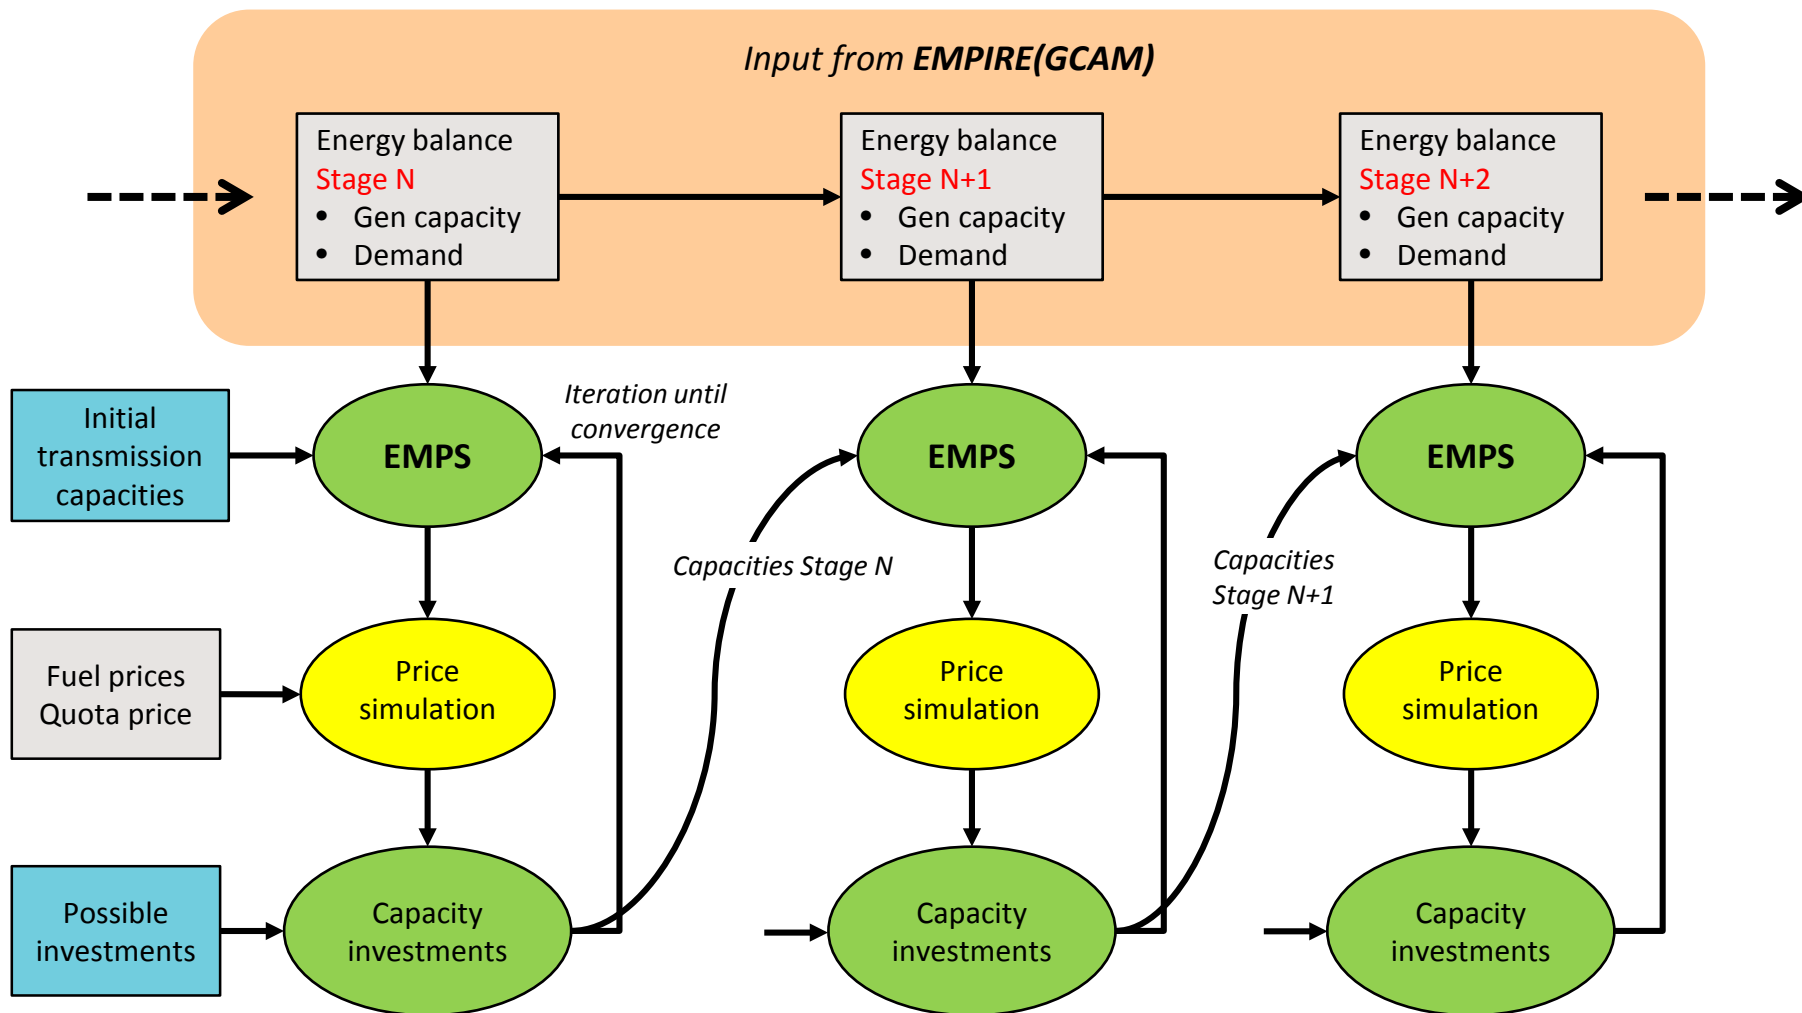 Input from EMPIRE(GCAM)
Energy balance
Stage N
• Gen capacity
• Demand
Energy balance
Stage N+1
• Gen capacity
• Demand
Energy balance
Stage N+2
• Gen capacity
• Demand
Initial
transmission
capacities
EMPS
Iteration until
convergence
EMPS
EMPS
Capacities Stage N
Capacities
Stage N+1
Fuel prices
Quota price
Price
simulation
Price
simulation
Price
simulation
Possible
investments
Capacity
investments
Capacity
investments
Capacity
investments